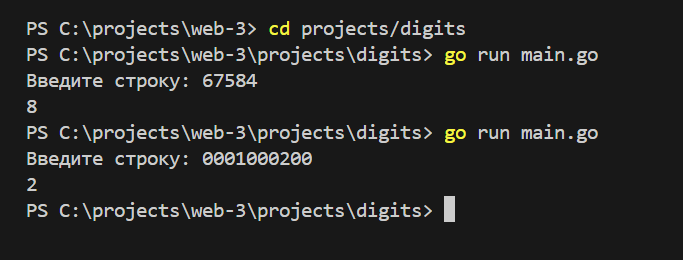 PS C:\projects\web-3> cd projects/digits
PS C:\projects\web-3\projects\digits> go run main.go
Введите строку: 67584
8
PS C:\projects\web-3\projects\digits> go run main.go
Введите строку: 0001000200
2
PS C:\projects\web-3\projects\digits>